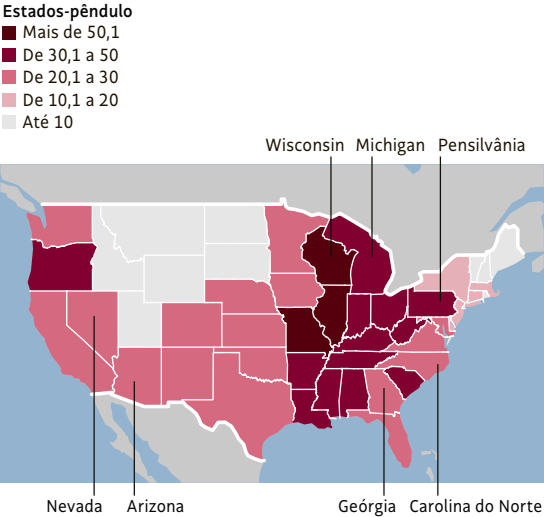 Estados-pêndulo
Mais de 50,1
De 30,1 a 50
De 20,1 a 30
De 10,1 a 20
Até 10
Wisconsin Michigan Pensilvânia
Nevada Arizona Geórgia Carolina do Norte